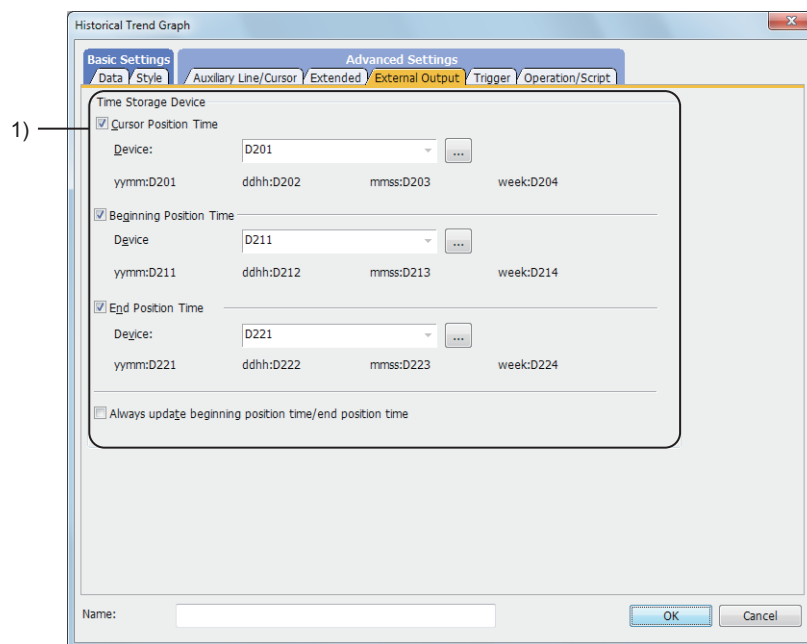 Historical Trend Graph
x
Basic Settings Advanced Settings
Data Style Auxiliary Line/Cursor Extended External Output Trigger Operation/Script
Time Storage Device
1)
Cursor Position Time
Device: D201 ...
yymm:D201 ddhh:D202 mmss:D203 week:D204
Beginning Position Time
Device D211 ...
yymm:D211 ddhh:D212 mmss:D213 week:D214
End Position Time
Device: D221 ...
yymm:D221 ddhh:D222 mmss:D223 week:D224
Always update beginning position time/end position time
Name: OK Cancel